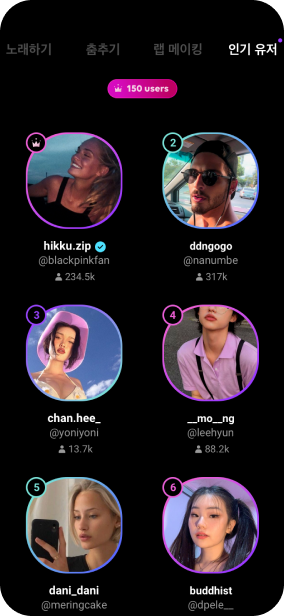 노래하기 춤추기 랩 메이킹 인기 유저
150 users
2
hikku.zip ddngogo
@blackpinkfan @nanumbe
234.5k 317k
3 4
chan.hee_ __mo__ng
@yoniyoni @leehyun
13.7k 88.2k
5 6
dani_dani buddhist
@meringcake @dpele__